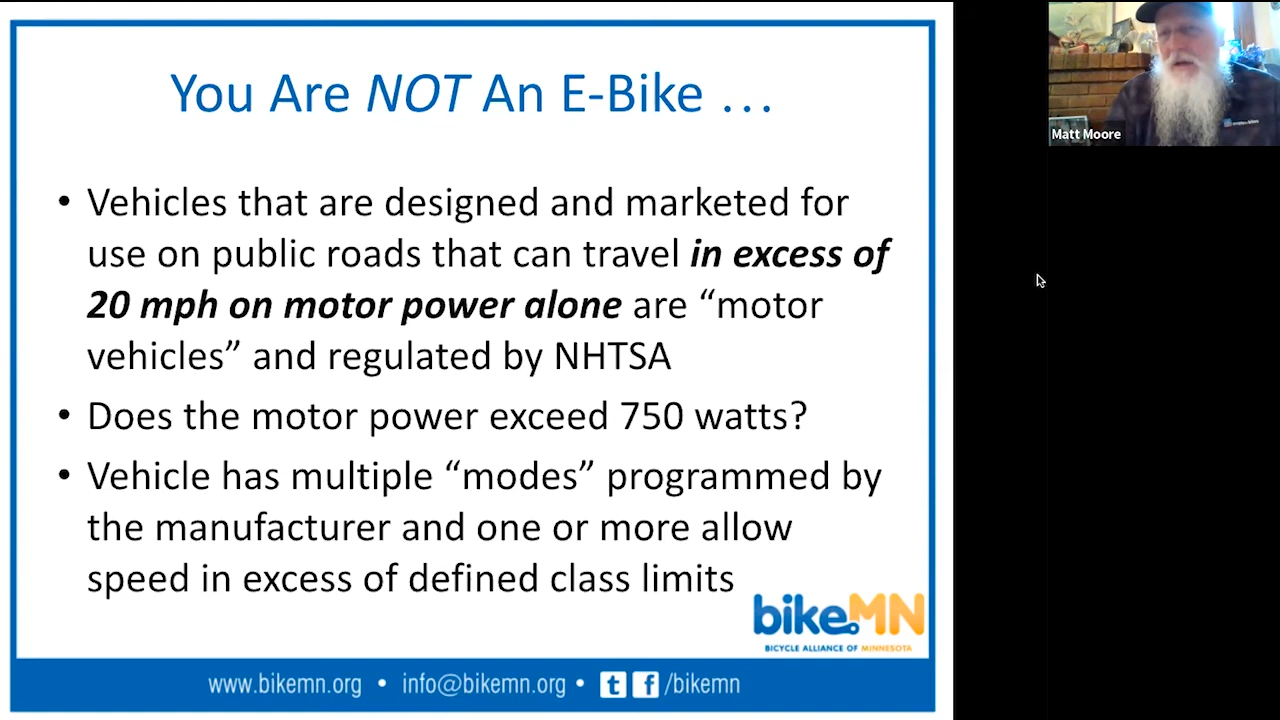 You Are NOT An E-Bike …
• Vehicles that are designed and marketed for
use on public roads that can travel in excess of
20 mph on motor power alone are “motor
vehicles” and regulated by NHTSA
• Does the motor power exceed 750 watts?
• Vehicle has multiple “modes” programmed by
the manufacturer and one or more allow
speed in excess of defined class limits
bikeMN
BICYCLE ALLIANCE OF MINNESOTA
www.bikemn.org • info@bikemn.org • t f /bikemn
Matt Moore